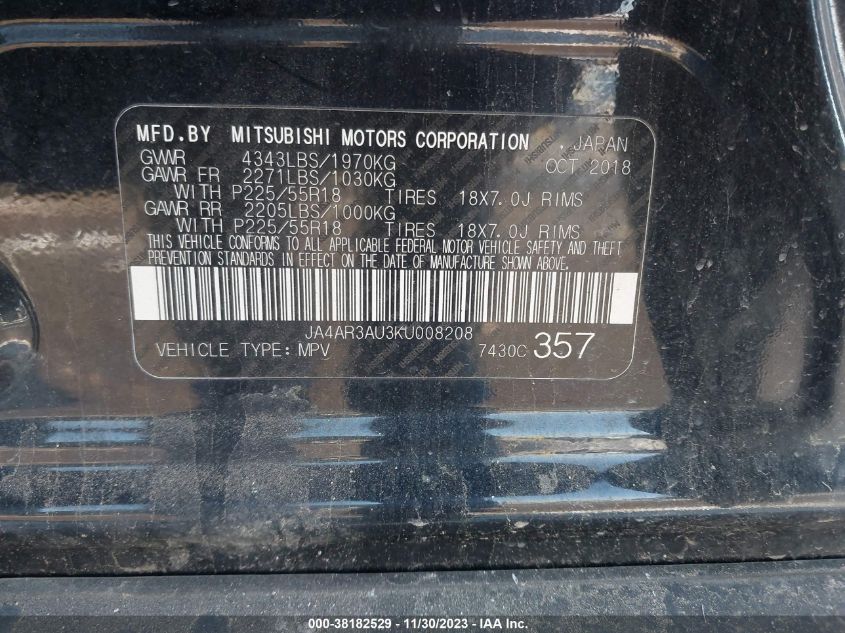 MFD.BY MITSUBISHI MOTORS CORPORATION , JAPAN
GVWR 4343LBS/1970KG OCT 2018
GAWR FR 2271LBS/1030KG
WITH P225/55R18 TIRES 18X7.0J RIMS
GAWR RR 2205LBS/1000KG
WITH P225/55R18 TIRES 18X7.0J RIMS
THIS VEHICLE CONFORMS TO ALL APPLICABLE FEDERAL MOTOR VEHICLE SAFETY AND THEFT
PREVENTION STANDARDS IN EFFECT ON THE DATE OF MANUFACTURE SHOWN ABOVE.
JA4AR3AU3KU008208
VEHICLE TYPE: MPV 7430C 357
000-38182529 - 11/30/2023 - © IAA, Inc.